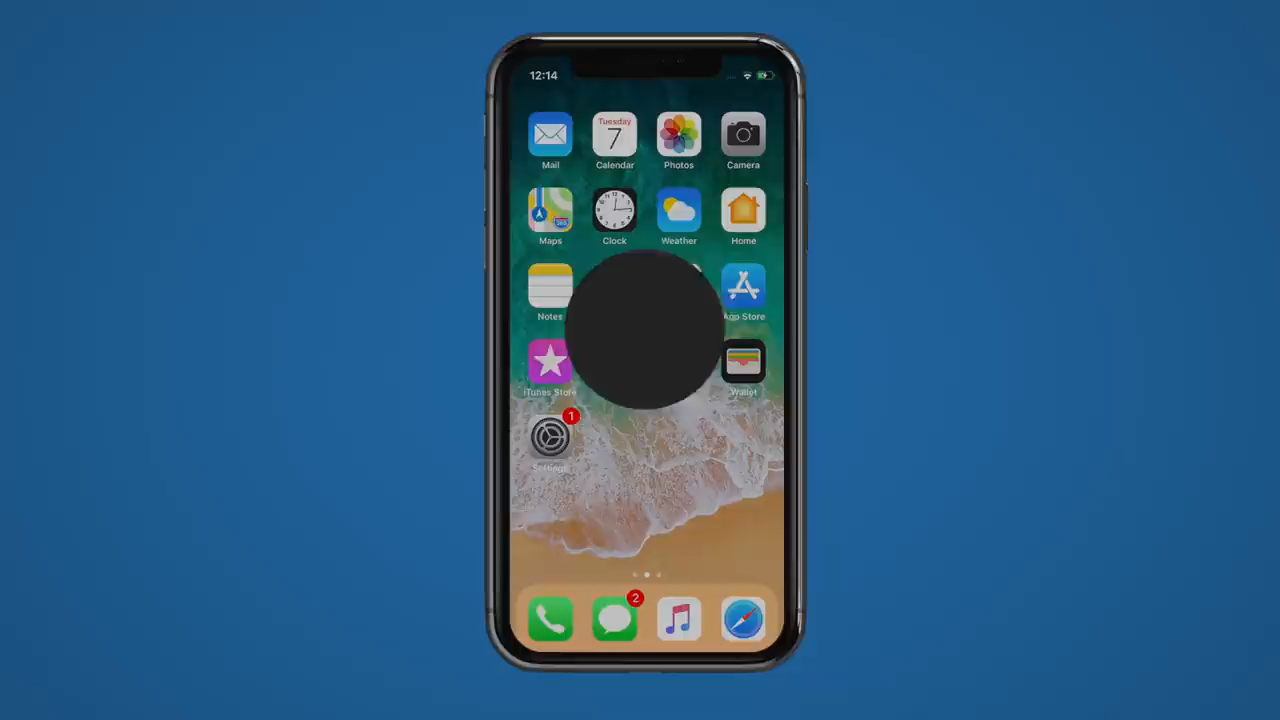 12:14
Tuesday
7
Mail
Calendar
Photos
Camera
Maps
Clock
Weather
Home
Notes
App Store
iTunes Store
Wallet
1
Settings
2